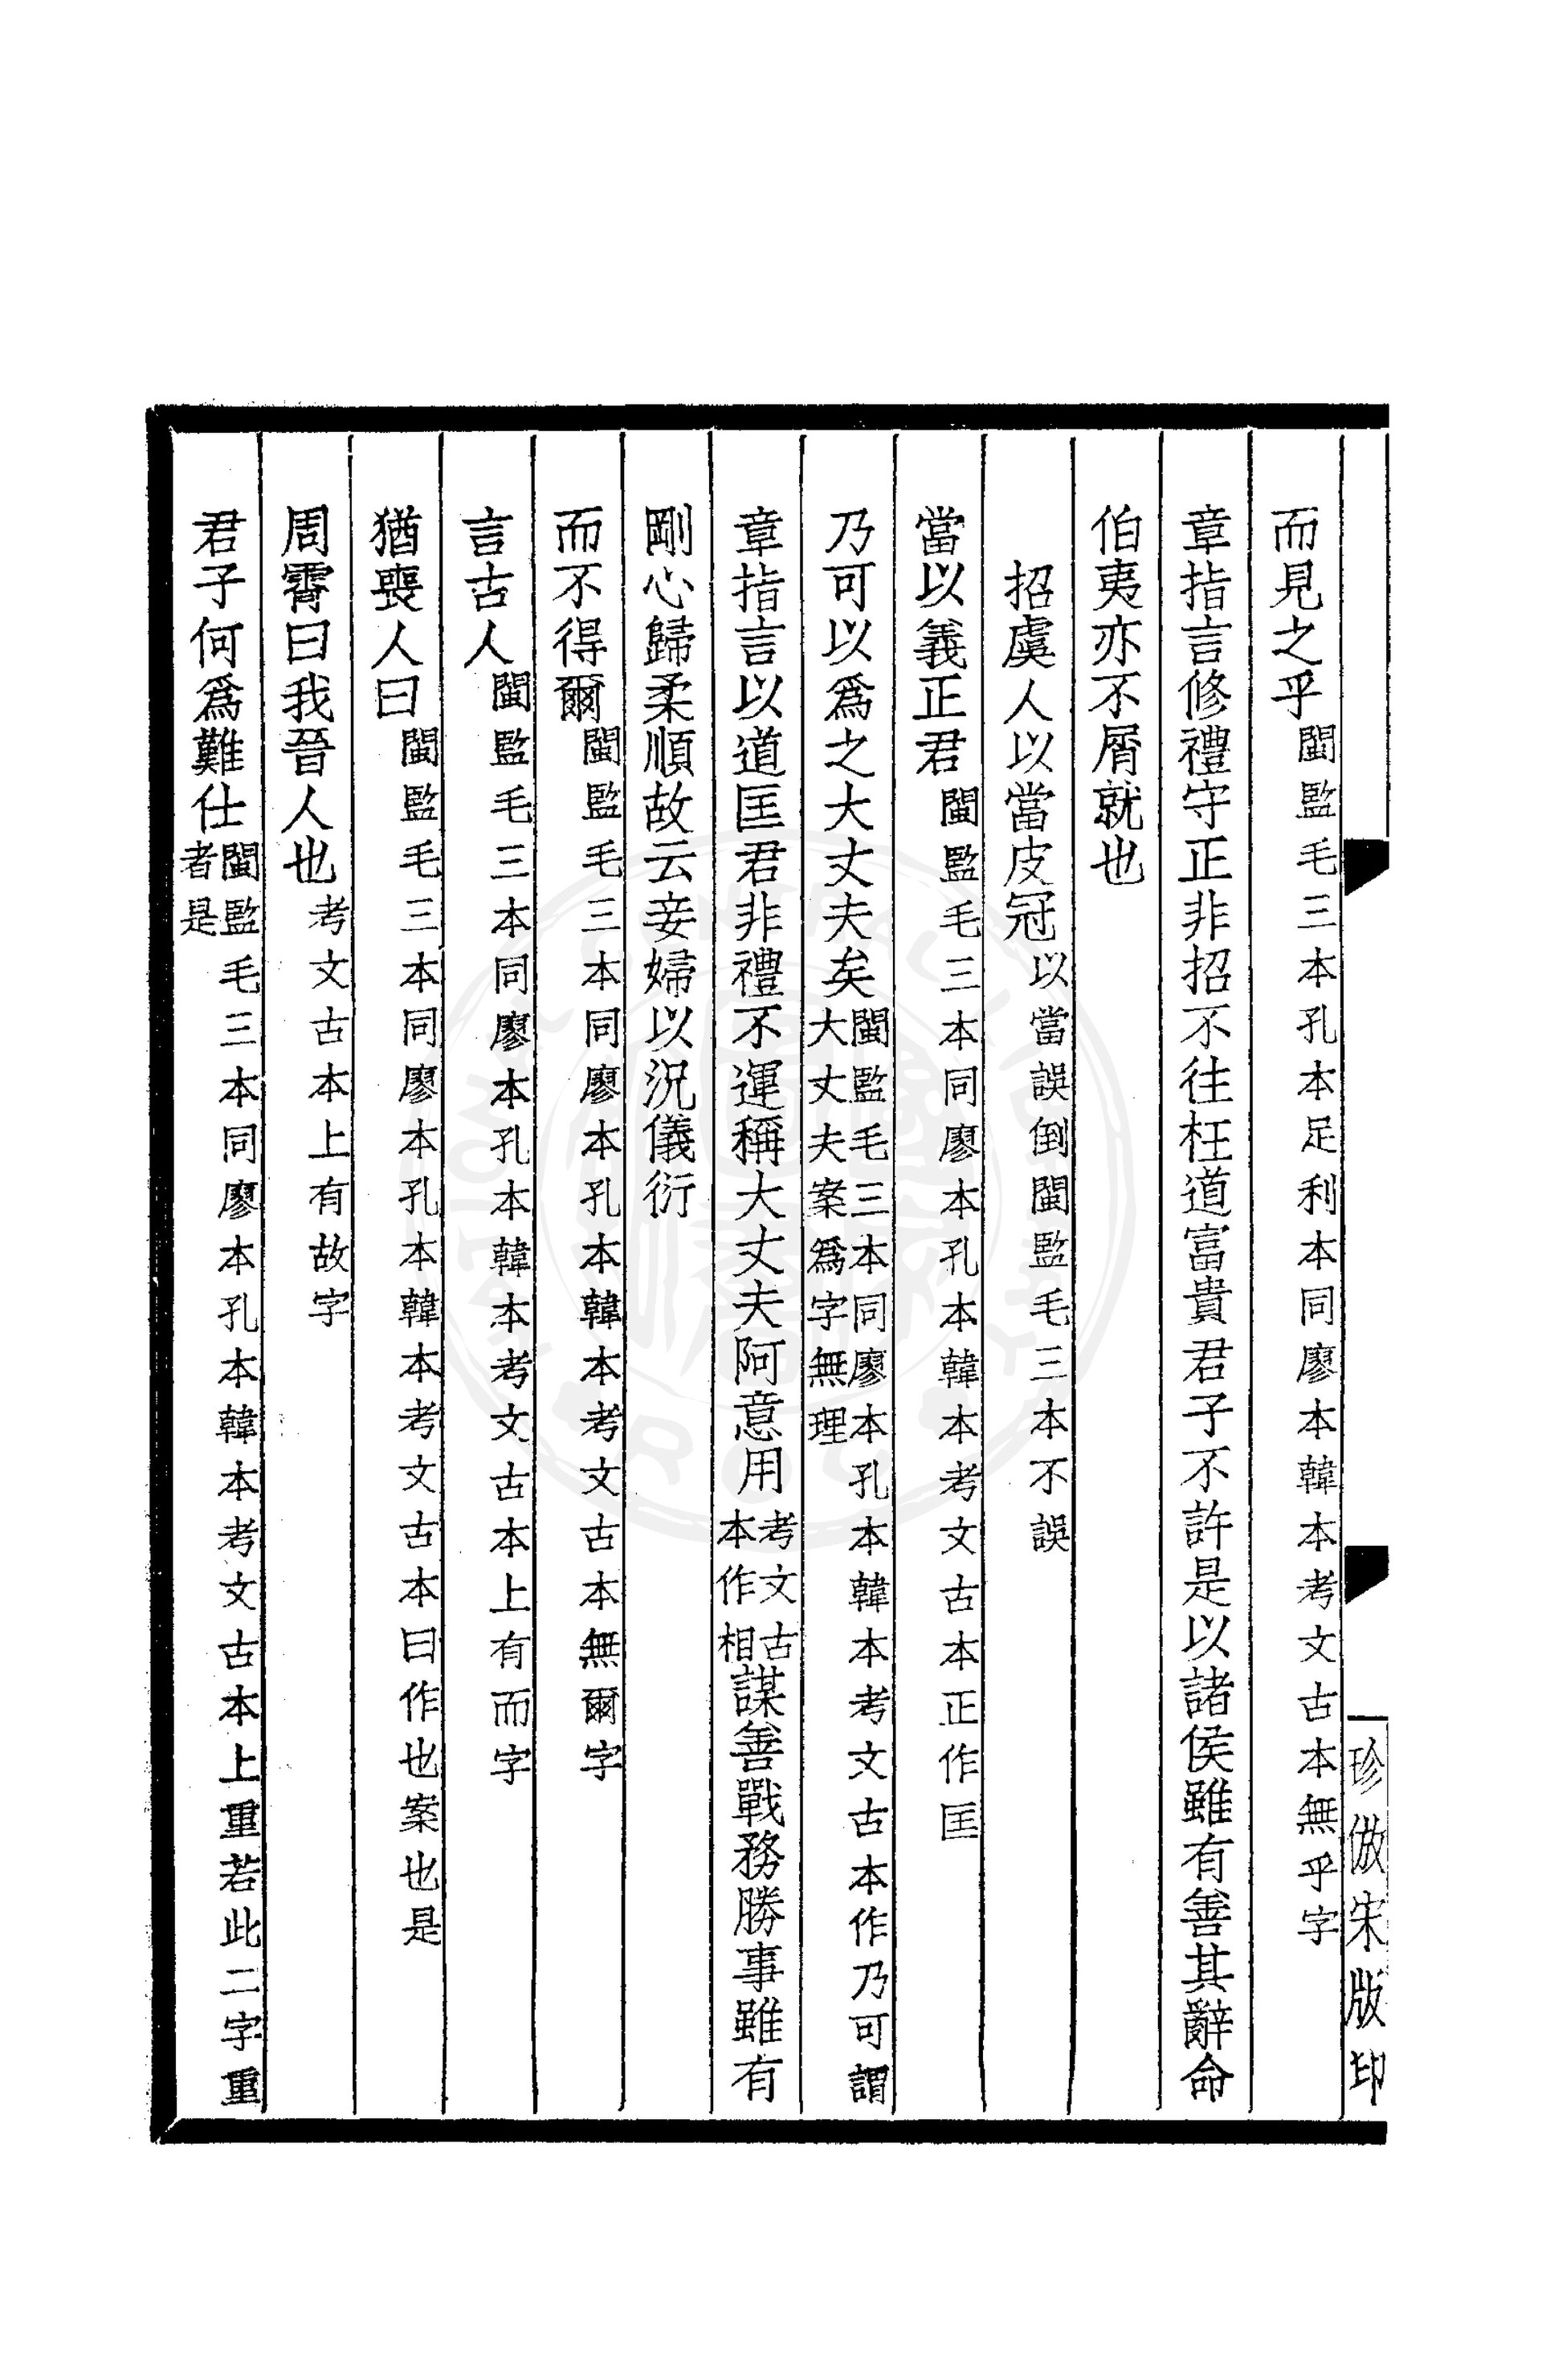 珍倣宋版印
而見之乎閩監毛三本孔本足利本同廖本韓本考文古本無乎字
章指言修禮守正非招不往枉道富貴君子不許是以諸侯雖有善其辭命
伯夷亦不屑就也
招虞人以當皮冠以當誤倒閩監毛三本不誤
當以義正君閩監毛三本同廖本孔本韓本考文古本正作匡
乃可以爲之大丈夫矣閩監毛三本同廖本孔本韓本考文古本作乃可謂大丈夫案爲字無理
章指言以道匡君非禮不運稱大丈夫阿意用考文古本作相謀善戰務勝事雖有
剛心歸柔順故云妾婦以況儀衍
而不得爾閩監毛三本同廖本孔本韓本考文古本無爾字
言古人閩監毛三本同廖本孔本韓本考文古本上有而字
猶喪人曰閩監毛三本同廖本孔本韓本考文古本曰作也案也是
周霄曰我晉人也考文古本上有故字
君子何爲難仕閩監毛三本同廖本孔本韓本考文古本上重若此二字重者是